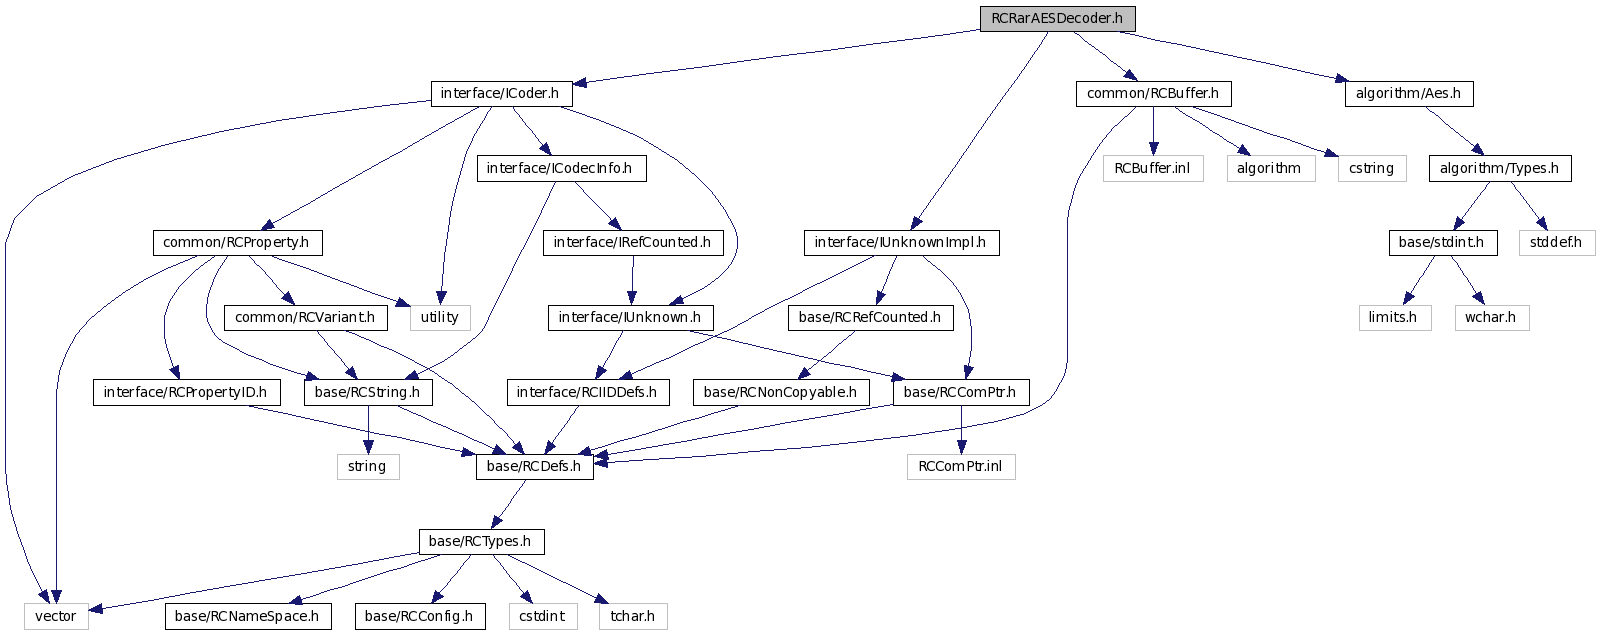 RCRarAESDecoder.h
interface/ICoder.h
common/RCBuffer.h
algorithm/Aes.h
interface/ICodecInfo.h
RCBuffer.inl
algorithm
cstring
algorithm/Types.h
common/RCProperty.h
interface/IRefCounted.h
interface/IUnknownImpl.h
base/stdint.h
stddef.h
common/RCVariant.h
utility
interface/IUnknown.h
base/RCRefCounted.h
limits.h
wchar.h
interface/RCPropertyID.h
base/RCString.h
interface/RCIIDDefs.h
base/RCNonCopyable.h
base/RCComPtr.h
string
base/RCDefs.h
RCComPtr.inl
base/RCTypes.h
vector
base/RCNameSpace.h
base/RCConfig.h
cstdint
tchar.h